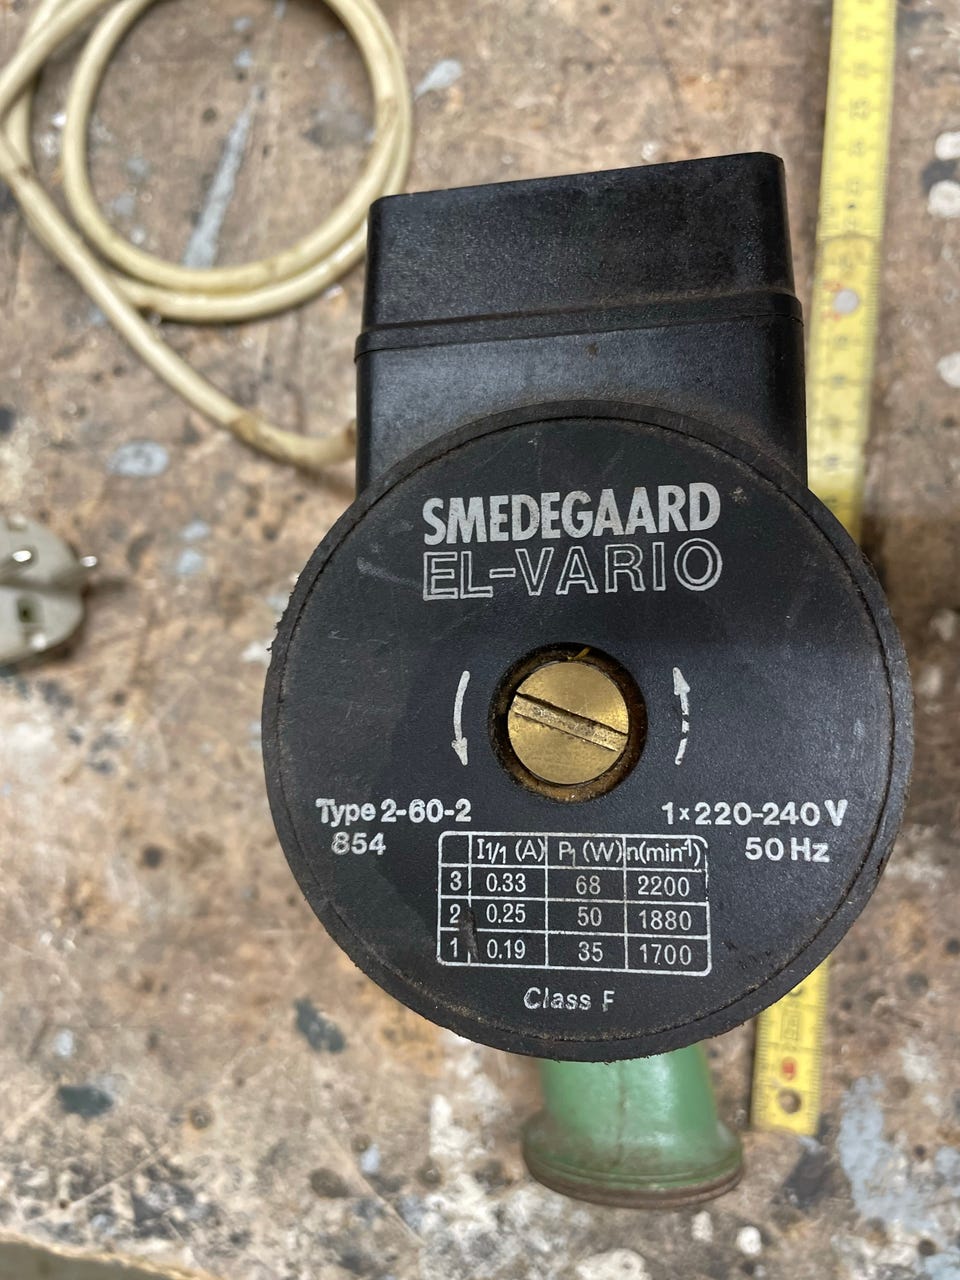 SMEDEGAARD
EL-VARIO
Type 2-60-2
854
1×220-240V
50 Hz
I1/1 (A) P1 (W) n(min⁻¹)
3 0.33 68 2200
2 0.25 50 1880
1 0.19 35 1700
Class F